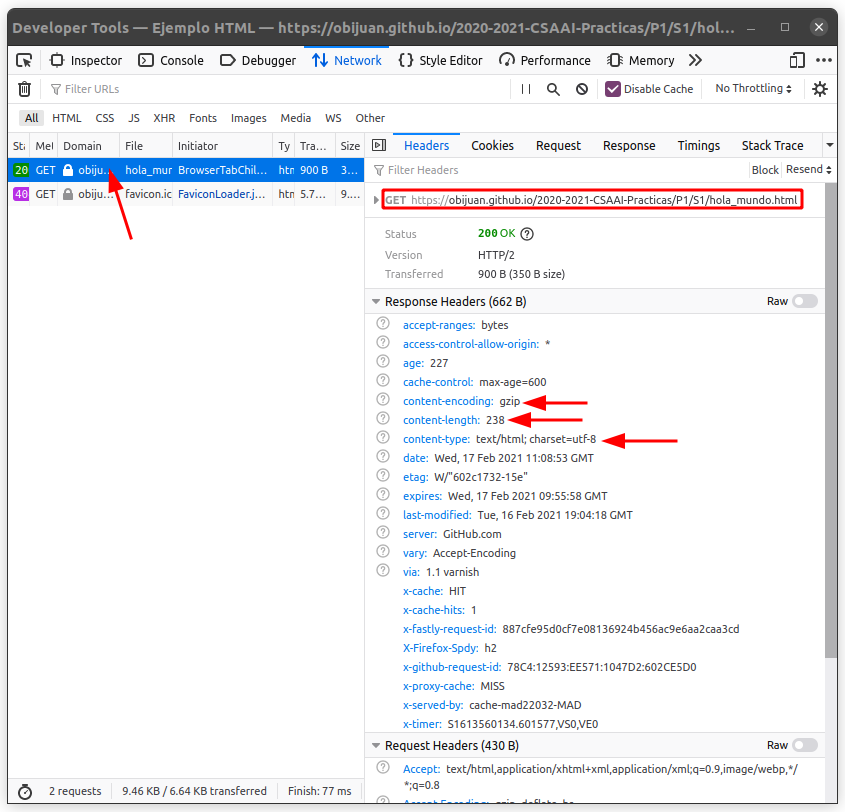 Developer Tools — Ejemplo HTML — https://obijuan.github.io/2020-2021-CSAAI-Practicas/P1/S1/hola_...
Inspector Console Debugger Network Style Editor Performance Memory
Filter URLs Disable Cache No Throttling
All HTML CSS JS XHR Fonts Images Media WS Other
St Met Domain File Initiator Ty Tra... Size
20 GET obiju... hola_mur BrowserTabChil... htn 900 B 3...
40 GET obiju... favicon.ic FaviconLoader.j... htn 5.7... 9...
Headers Cookies Request Response Timings Stack Trace
Filter Headers Block Resend
GET https://obijuan.github.io/2020-2021-CSAAI-Practicas/P1/S1/hola_mundo.html
Status 200 OK
Version HTTP/2
Transferred 900 B (350 B size)
Response Headers (662 B) Raw
accept-ranges: bytes
access-control-allow-origin: *
age: 227
cache-control: max-age=600
content-encoding: gzip
content-length: 238
content-type: text/html; charset=utf-8
date: Wed, 17 Feb 2021 11:08:53 GMT
etag: W/"602c1732-15e"
expires: Wed, 17 Feb 2021 09:55:58 GMT
last-modified: Tue, 16 Feb 2021 19:04:18 GMT
server: GitHub.com
vary: Accept-Encoding
via: 1.1 varnish
x-cache: HIT
x-cache-hits: 1
x-fastly-request-id: 887cfe95d0cf7e08136924b456ac9e6aa2caa3cd
X-Firefox-Spdy: h2
x-github-request-id: 78C4:12593:EE571:1047D2:602CE5D0
x-proxy-cache: MISS
x-served-by: cache-mad22032-MAD
x-timer: S1613560134.601577,VS0,VE0
Request Headers (430 B) Raw
Accept: text/html,application/xhtml+xml,application/xml;q=0.9,image/webp,*/
*;q=0.8
Accept-Encoding: gzip, deflate, br
2 requests 9.46 KB / 6.64 KB transferred Finish: 77 ms